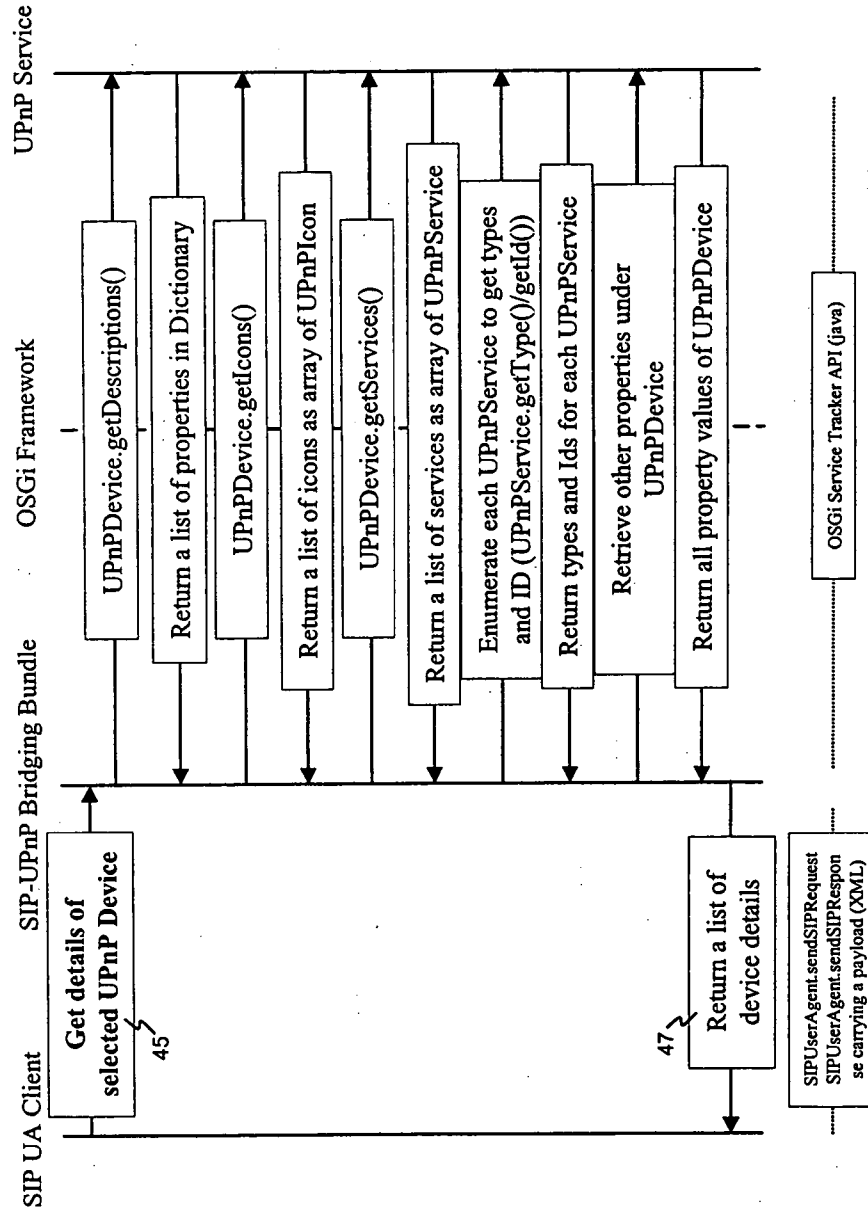 SIP UA Client
SIP-UPnP Bridging Bundle
OSGi Framework
UPnP Service
Get details of
selected UPnP Device
45
UPnPDevice.getDescriptions()
Return a list of properties in Dictionary
UPnPDevice.getIcons()
Return a list of icons as array of UPnPIcon
UPnPDevice.getServices()
Return a list of services as array of UPnPService
Enumerate each UPnPService to get types
and ID (UPnPService.getType()/getId())
Return types and Ids for each UPnPService
Retrieve other properties under
UPnPDevice
Return all property values of UPnPDevice
47
Return a list of
device details
SIPUserAgent.sendSIPRequest
SIPUserAgent.sendSIPRespon
se carrying a payload (XML)
OSGi Service Tracker API (java)